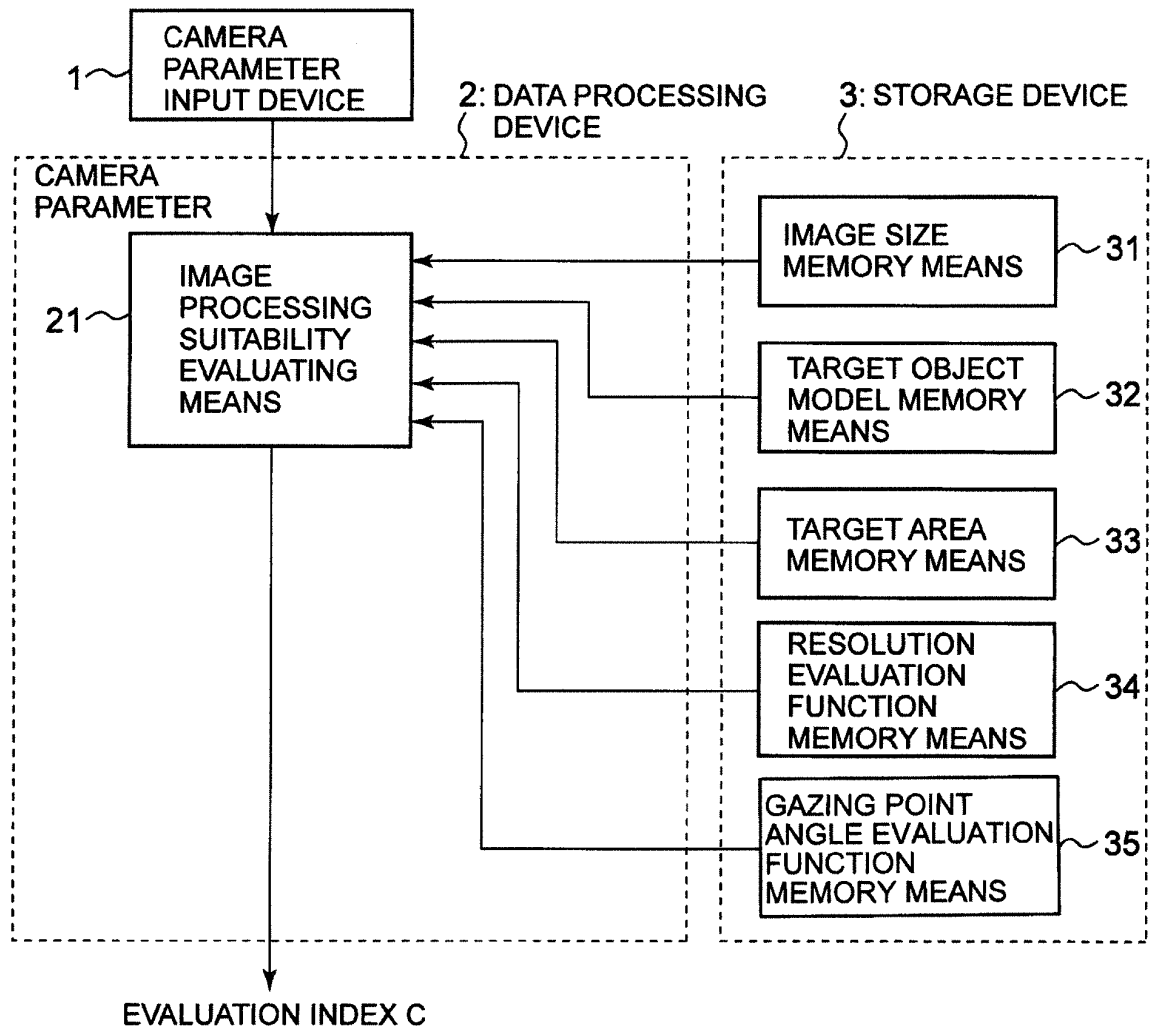 CAMERA
PARAMETER
INPUT DEVICE
1
2: DATA PROCESSING
DEVICE
3: STORAGE DEVICE
CAMERA
PARAMETER
IMAGE
PROCESSING
SUITABILITY
EVALUATING
MEANS
21
IMAGE SIZE
MEMORY MEANS
31
TARGET OBJECT
MODEL MEMORY
MEANS
32
TARGET AREA
MEMORY MEANS
33
RESOLUTION
EVALUATION
FUNCTION
MEMORY MEANS
34
GAZING POINT
ANGLE EVALUATION
FUNCTION
MEMORY MEANS
35
EVALUATION INDEX C